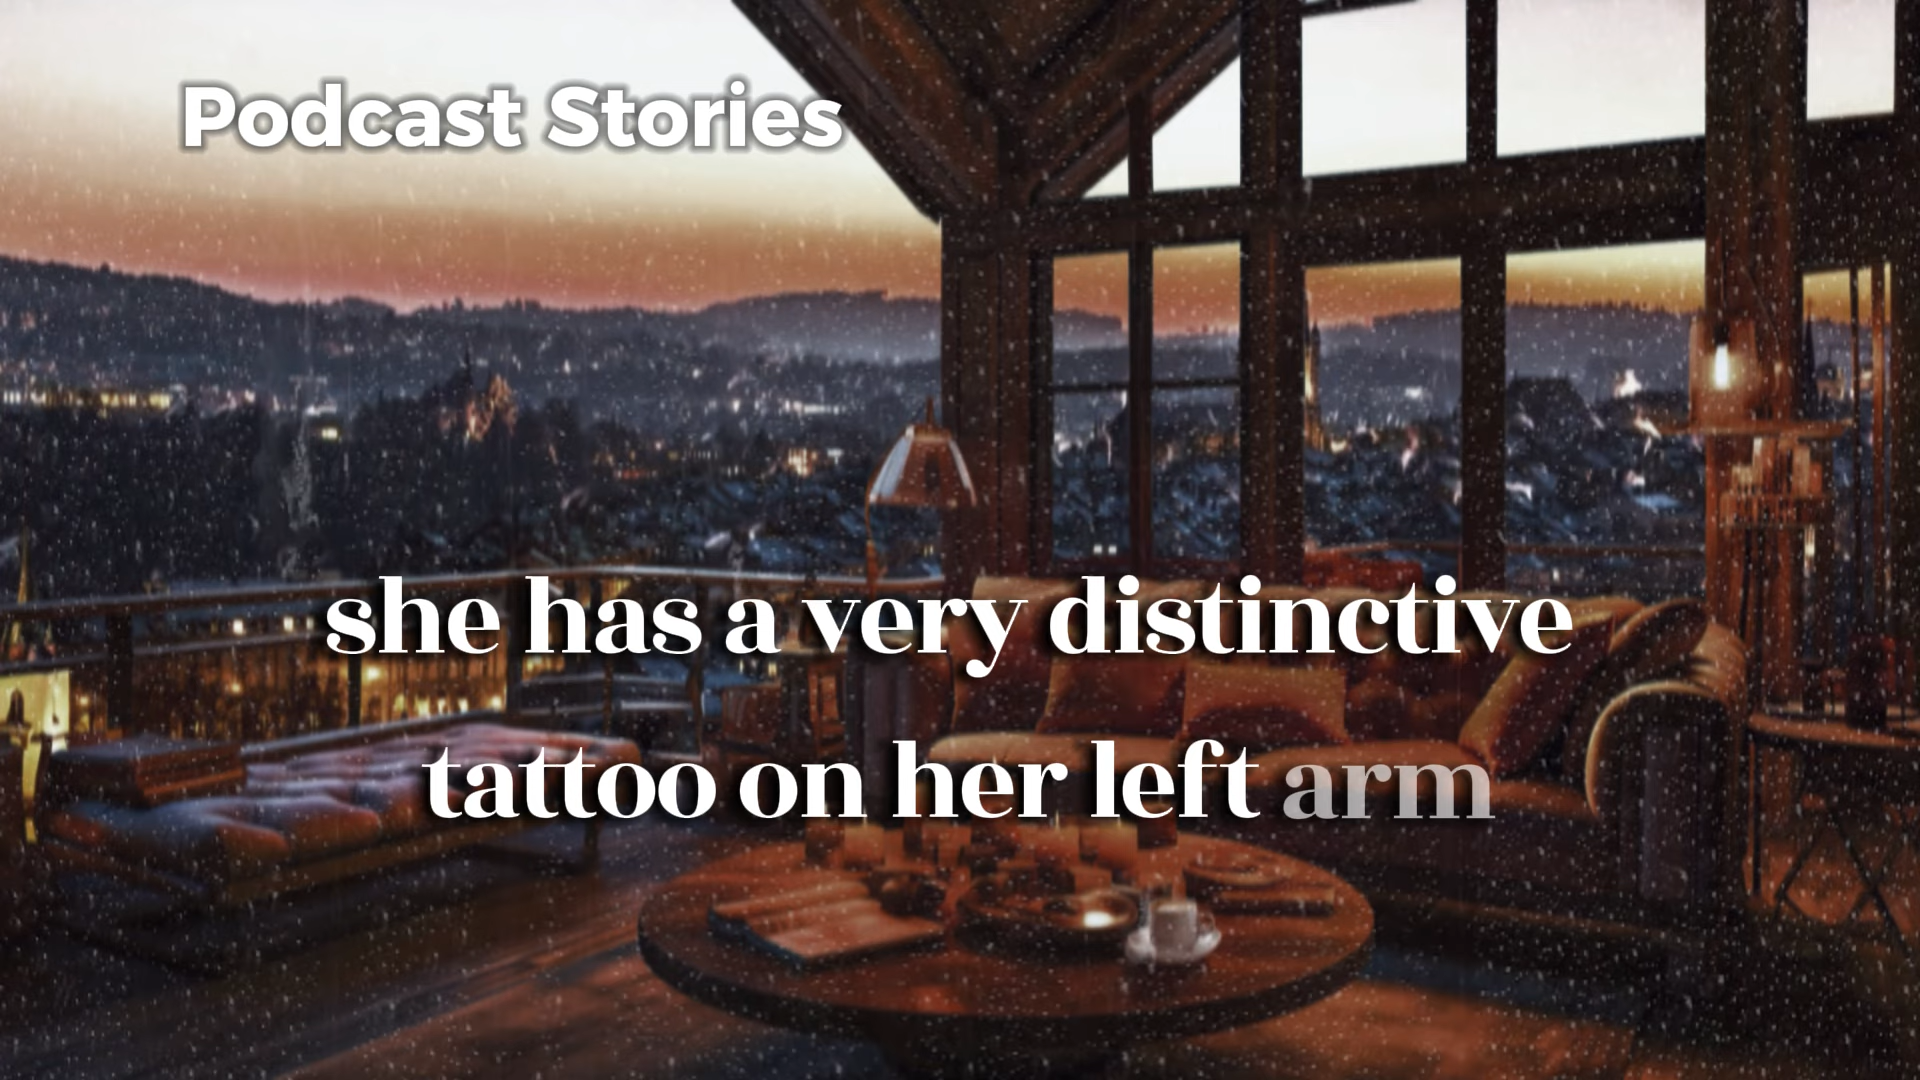 Podcast Stories
she has a very distinctive
tattoo on her left arm